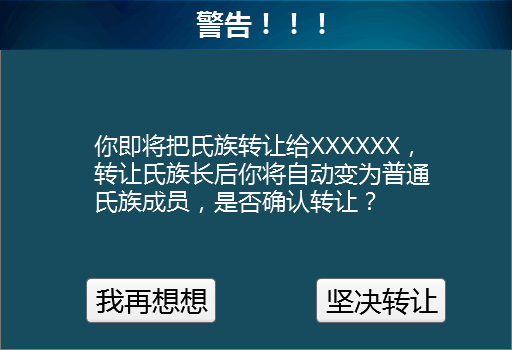 警告！！！
你即将把氏族转让给XXXXXX，
转让氏族长后你将自动变为普通
氏族成员，是否确认转让？
我再想想
坚决转让